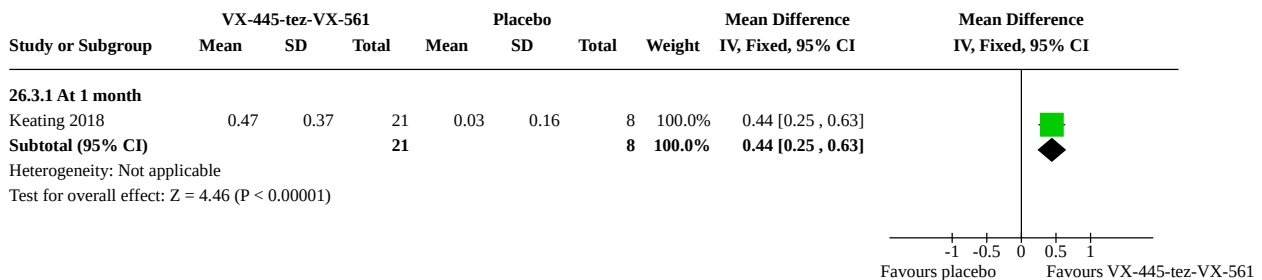 VX-445-tez-VX-561 Placebo Mean Difference Mean Difference
Study or Subgroup Mean SD Total Mean SD Total Weight IV, Fixed, 95% CI IV, Fixed, 95% CI
26.3.1 At 1 month
Keating 2018 0.47 0.37 21 0.03 0.16 8 100.0% 0.44 [0.25 , 0.63]
Subtotal (95% CI) 21 8 100.0% 0.44 [0.25 , 0.63]
Heterogeneity: Not applicable
Test for overall effect: Z = 4.46 (P < 0.00001)
-1 -0.5 0 0.5 1
Favours placebo Favours VX-445-tez-VX-561